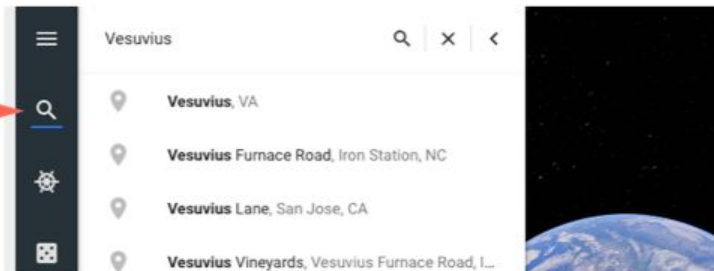 Vesuvius
Vesuvius, VA
Vesuvius Furnace Road, Iron Station, NC
Vesuvius Lane, San Jose, CA
Vesuvius Vineyards, Vesuvius Furnace Road, I...